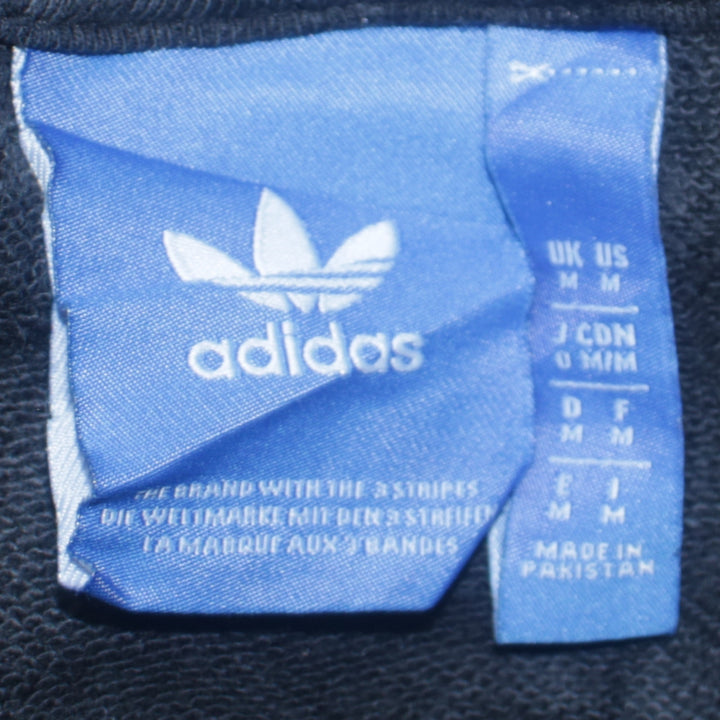 adidas
THE BRAND WITH THE 3 STRIPES
DIE WELTMARKE MIT DEN 3 STREIFEN
LA MARQUE AUX 3 BANDES
UK US
M M
J CDN
O M/M
D F
M M
E I
M M
MADE IN
PAKISTAN